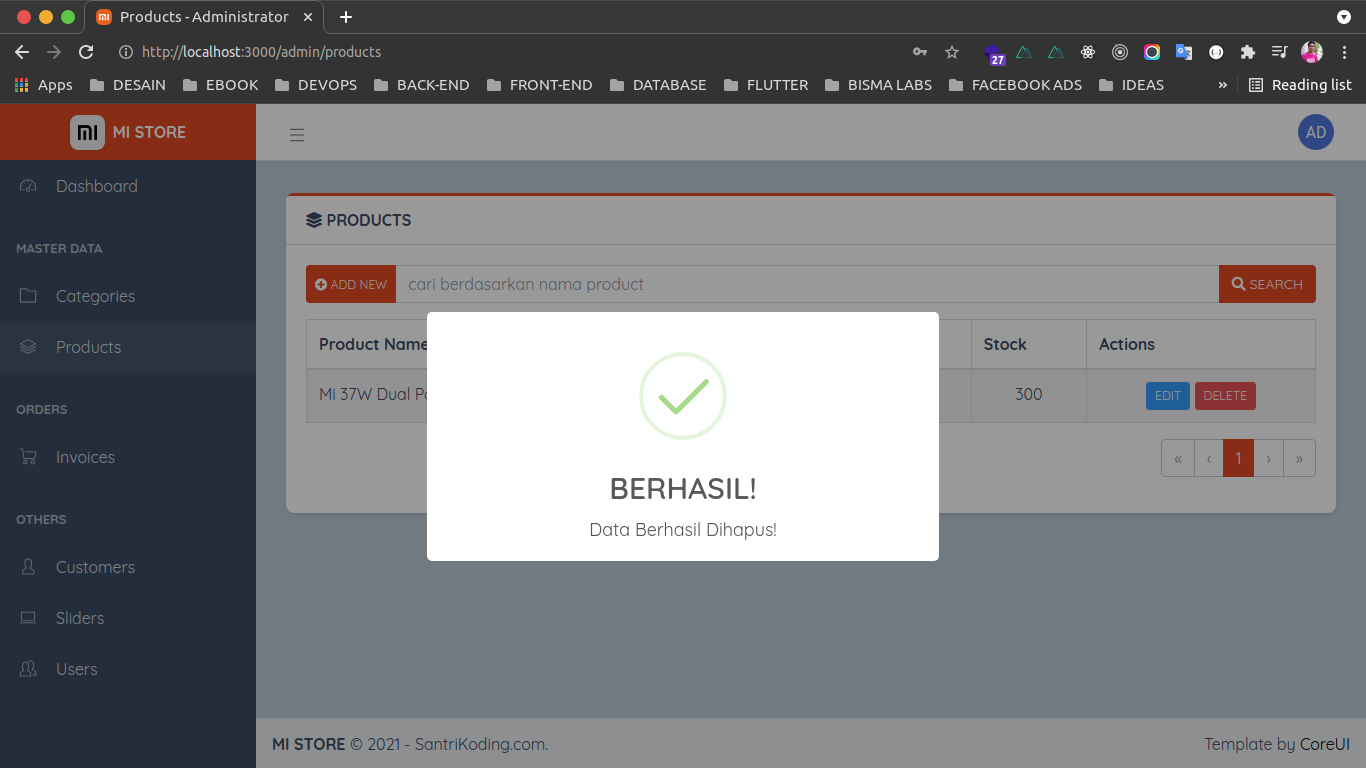 Products - Administrator
http://localhost:3000/admin/products
27
Apps DESAIN EBOOK DEVOPS BACK-END FRONT-END DATABASE FLUTTER BISMA LABS FACEBOOK ADS IDEAS » Reading list
MI STORE
AD
Dashboard
MASTER DATA
Categories
Products
ORDERS
Invoices
OTHERS
Customers
Sliders
Users
PRODUCTS
ADD NEW cari berdasarkan nama product SEARCH
Product Name Stock Actions
Mi 37W Dual 300 EDIT DELETE
« ‹ 1 › »
BERHASIL!
Data Berhasil Dihapus!
MI STORE © 2021 - SantriKoding.com. Template by CoreUI